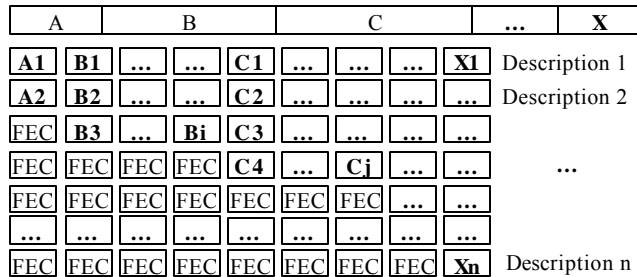 A B C ... X
A1 B1 ... ... C1 ... ... ... X1 Description 1
A2 B2 ... ... C2 ... ... ... ... Description 2
FEC B3 ... Bi C3 ... ... ... ...
FEC FEC FEC FEC C4 ... Cj ... ... ...
FEC FEC FEC FEC FEC FEC FEC ... ...
... ... ... ... ... ... ... ... ...
FEC FEC FEC FEC FEC FEC FEC FEC Xn Description n